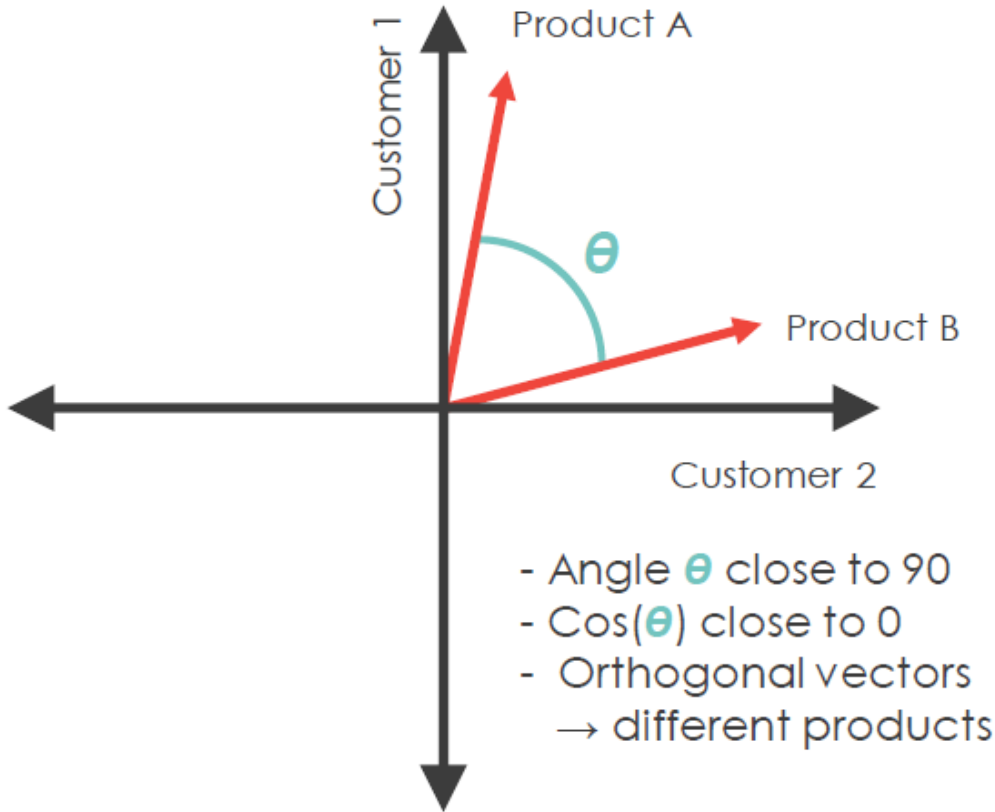 Product A
Customer 1
θ
Product B
Customer 2
- Angle θ close to 90
- Cos(θ) close to 0
- Orthogonal vectors
→ different products